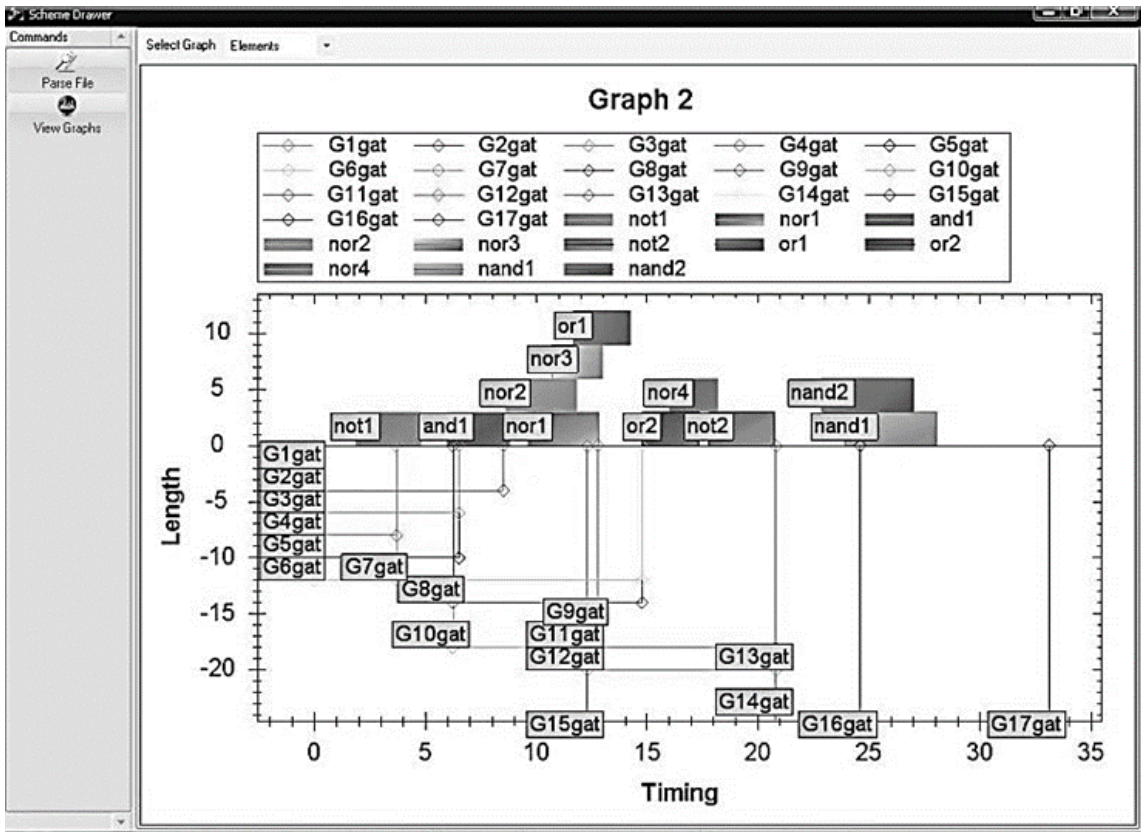 Scheme Drawer
Commands
Parse File
View Graphs
Select Graph Elements
Graph 2
G1gat G2gat G3gat G4gat G5gat
G6gat G7gat G8gat G9gat G10gat
G11gat G12gat G13gat G14gat G15gat
G16gat G17gat not1 nor1 and1
nor2 nor3 not2 or1 or2
nor4 nand1 nand2
Length
10
5
0
-5
-10
-15
-20
or1
nor3
nor2 nor4 nand2
not1 and1 nor1 or2 not2 nand1
G1gat
G2gat
G3gat
G4gat
G5gat
G6gat G7gat
G8gat
G9gat
G10gat G11gat
G12gat G13gat
G14gat
G15gat G16gat G17gat
0 5 10 15 20 25 30 35
Timing